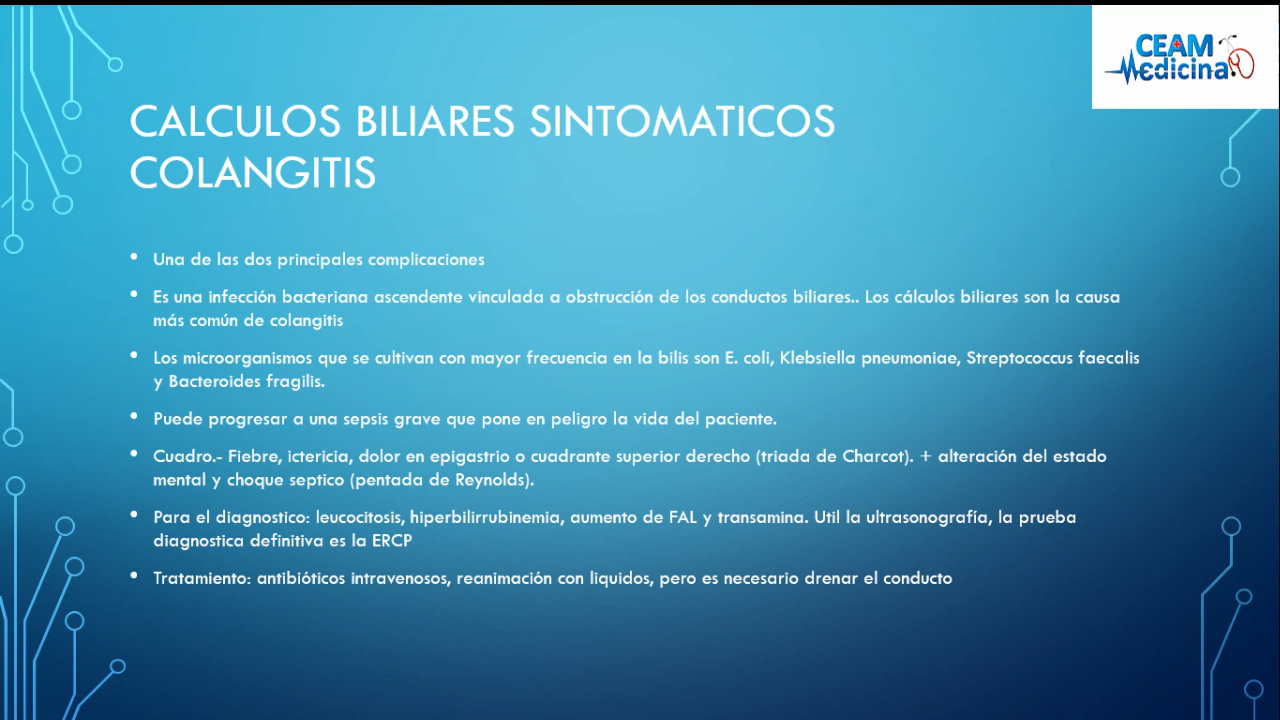 CEAM
Medicina
CALCULOS BILIARES SINTOMATICOS
COLANGITIS
• Una de las dos principales complicaciones
• Es una infección bacteriana ascendente vinculada a obstrucción de los conductos biliares.. Los cálculos biliares son la causa
más común de colangitis
• Los microorganismos que se cultivan con mayor frecuencia en la bilis son E. coli, Klebsiella pneumoniae, Streptococcus faecalis
y Bacteroides fragilis.
• Puede progresar a una sepsis grave que pone en peligro la vida del paciente.
• Cuadro.- Fiebre, ictericia, dolor en epigastrio o cuadrante superior derecho (triada de Charcot). + alteración del estado
mental y choque septico (pentada de Reynolds).
• Para el diagnostico: leucocitosis, hiperbilirrubinemia, aumento de FAL y transamina. Util la ultrasonografía, la prueba
diagnostica definitiva es la ERCP
• Tratamiento: antibióticos intravenosos, reanimación con liquidos, pero es necesario drenar el conducto